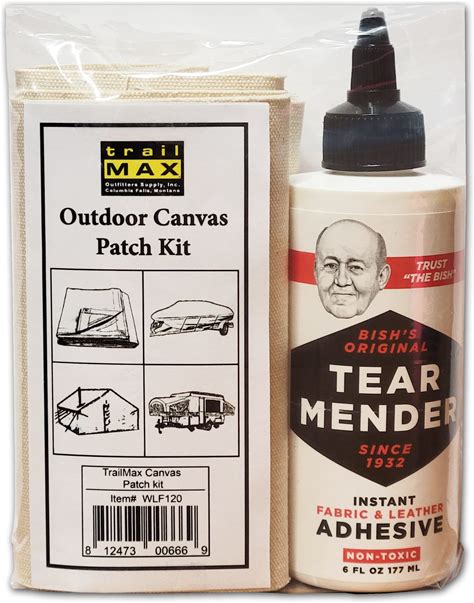 trail
MAX
Outfitters Supply, Inc.
Columbia Falls, Montana
Outdoor Canvas
Patch Kit
TrailMax Canvas
Patch kit
Item# WLF120
8 12473 00666 9
TRUST
"THE BISH"
BISH'S
ORIGINAL
TEAR
MENDER
SINCE
1932
INSTANT
FABRIC & LEATHER
ADHESIVE
NON-TOXIC
6 FL OZ 177 ML